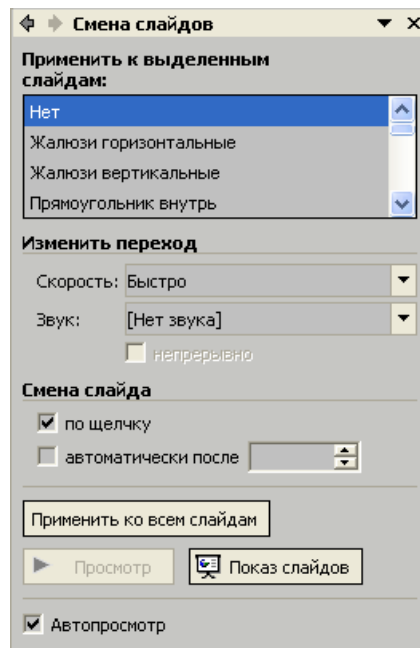 Смена слайдов
Применить к выделенным
слайдам:
Нет
Жалюзи горизонтальные
Жалюзи вертикальные
Прямоугольник внутрь
Изменить переход
Скорость: Быстро
Звук: [Нет звука]
непрерывно
Смена слайда
по щелчку
автоматически после
Применить ко всем слайдам
Просмотр Показ слайдов
Автопросмотр